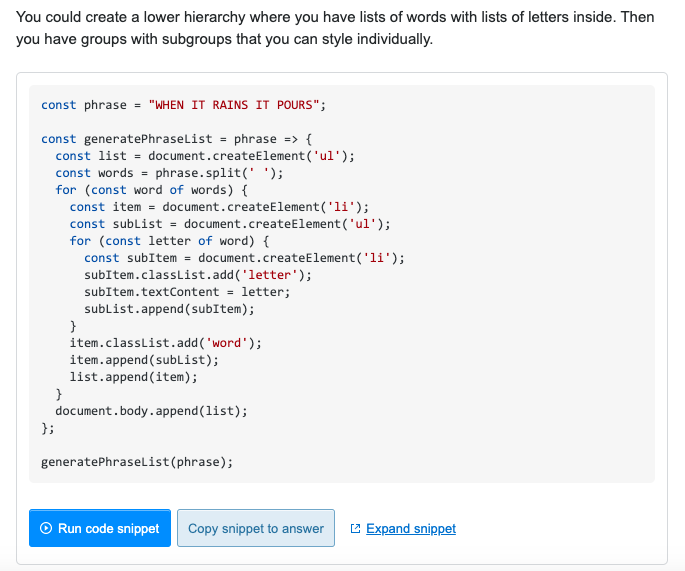 You could create a lower hierarchy where you have lists of words with lists of letters inside. Then
you have groups with subgroups that you can style individually.
const phrase = "WHEN IT RAINS IT POURS";
const generatePhraseList = phrase => {
  const list = document.createElement('ul');
  const words = phrase.split(' ');
  for (const word of words) {
    const item = document.createElement('li');
    const subList = document.createElement('ul');
    for (const letter of word) {
      const subItem = document.createElement('li');
      subItem.classList.add('letter');
      subItem.textContent = letter;
      subList.append(subItem);
    }
    item.classList.add('word');
    item.append(subList);
    list.append(item);
  }
  document.body.append(list);
};
generatePhraseList(phrase);
Run code snippet Copy snippet to answer Expand snippet